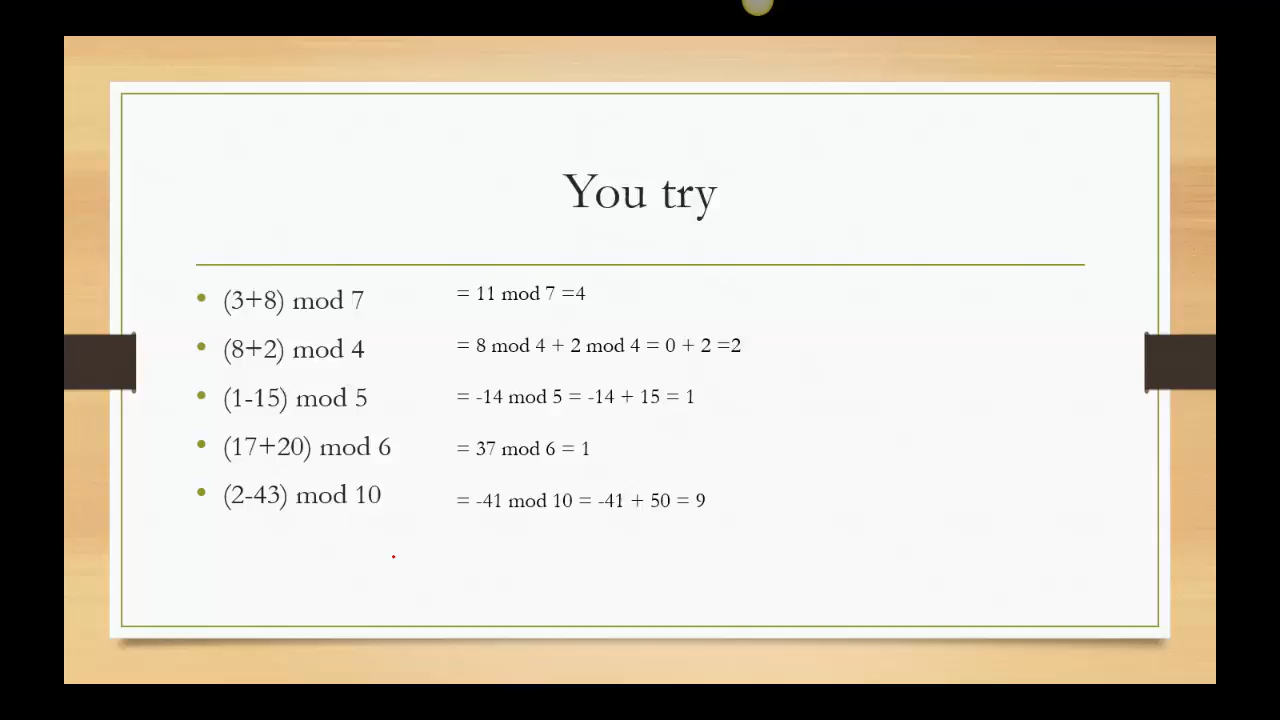 You try
• (3+8) mod 7 = 11 mod 7 =4
• (8+2) mod 4 = 8 mod 4 + 2 mod 4 = 0 + 2 =2
• (1-15) mod 5 = -14 mod 5 = -14 + 15 = 1
• (17+20) mod 6 = 37 mod 6 = 1
• (2-43) mod 10 = -41 mod 10 = -41 + 50 = 9